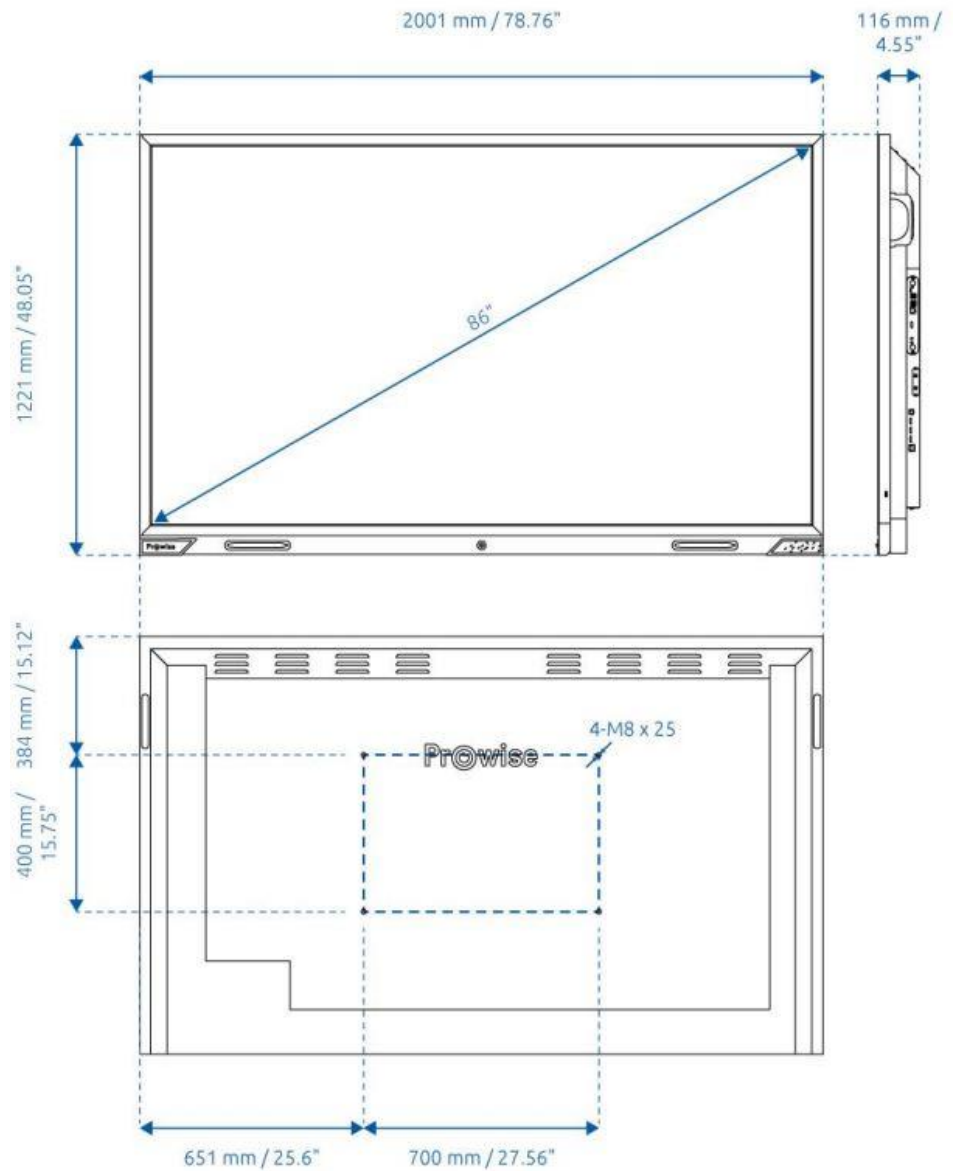 2001 mm / 78.76"
116 mm /
4.55"
1221 mm / 48.05"
86"
Prowise
384 mm / 15.12"
400 mm /
15.75"
4-M8 x 25
Prowise
651 mm / 25.6"
700 mm / 27.56"